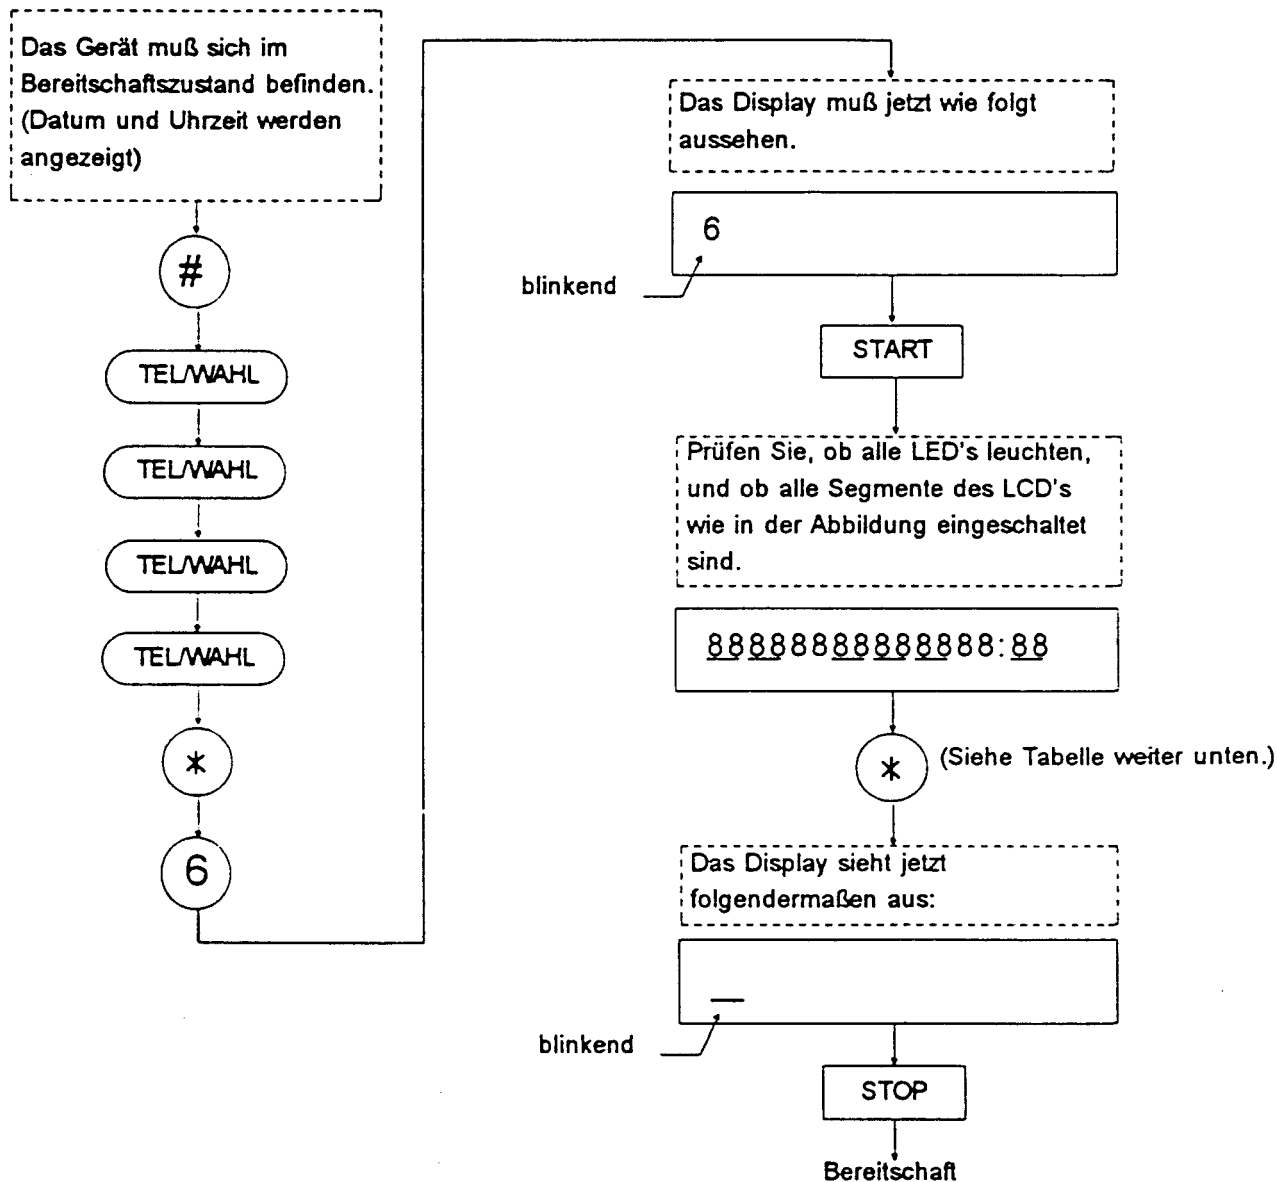 Das Gerät muß sich im
Bereitschaftszustand befinden.
(Datum und Uhrzeit werden
angezeigt)
#
TEL/WAHL
TEL/WAHL
TEL/WAHL
TEL/WAHL
*
6
Das Display muß jetzt wie folgt
aussehen.
6
blinkend
START
Prüfen Sie, ob alle LED's leuchten,
und ob alle Segmente des LCD's
wie in der Abbildung eingeschaltet
sind.
88888888888888:88
*
(Siehe Tabelle weiter unten.)
Das Display sieht jetzt
folgendermaßen aus:
_
blinkend
STOP
Bereitschaft